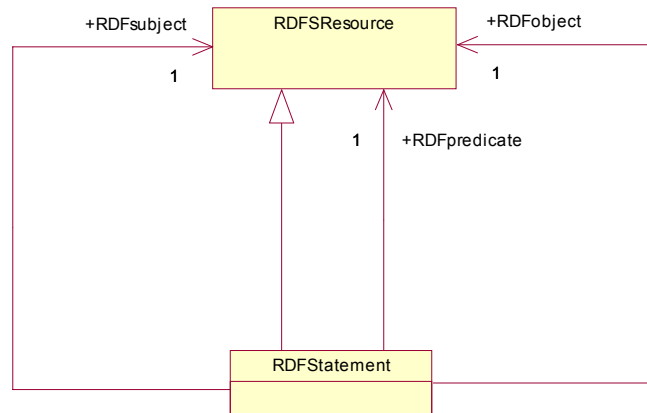 +RDFsubject
RDFSResource
+RDFobject
1
1
1
+RDFpredicate
RDFStatement